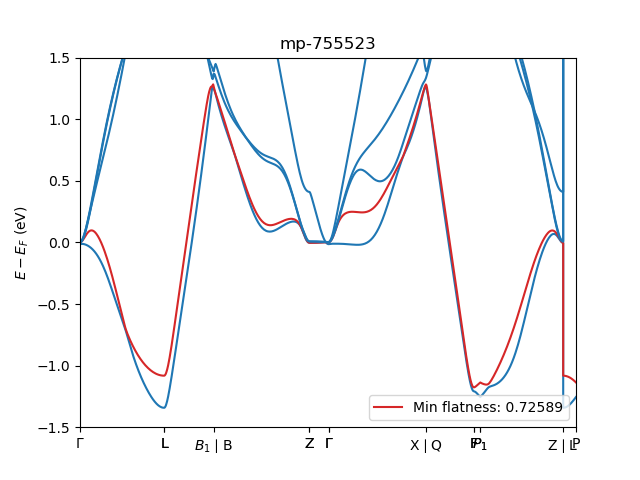 mp-755523
E − E_F (eV)
1.5
1.0
0.5
0.0
−0.5
−1.0
−1.5
Min flatness: 0.72589
Γ L B₁ | B Z Γ X | Q P₁ Z | L P